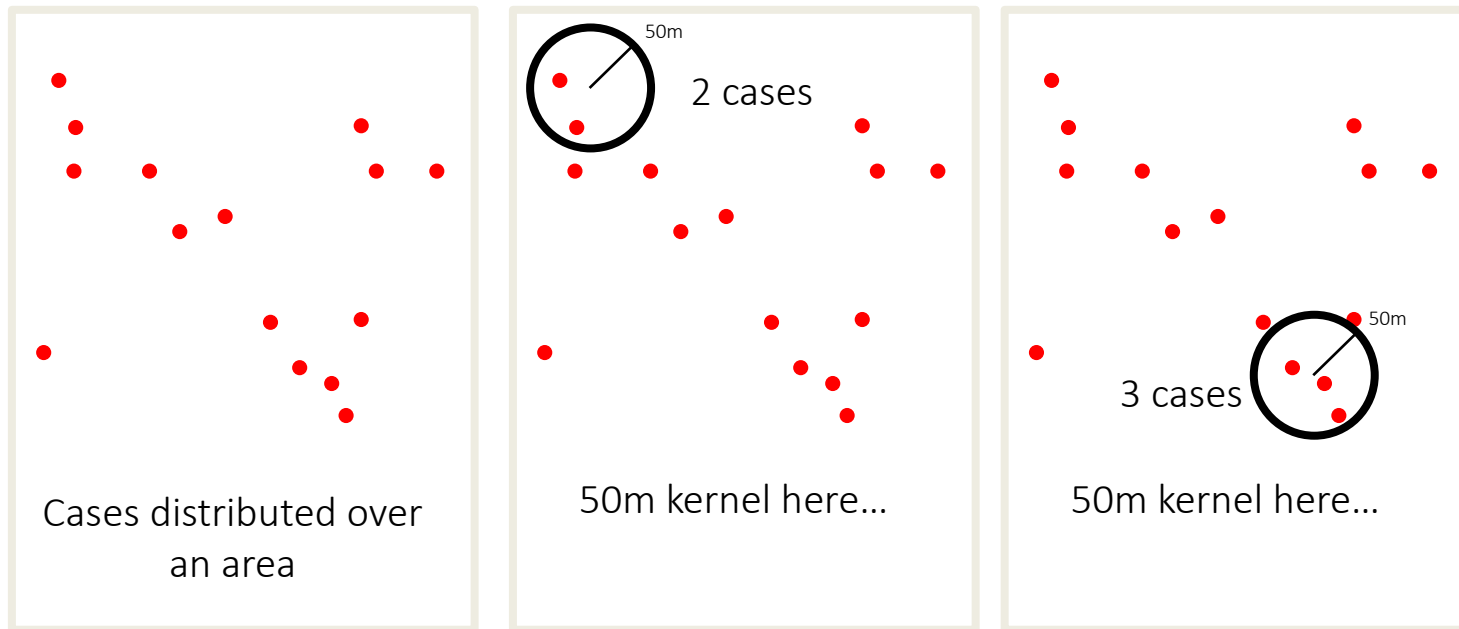 Cases distributed over
an area
50m
2 cases
50m kernel here…
50m
3 cases
50m kernel here…